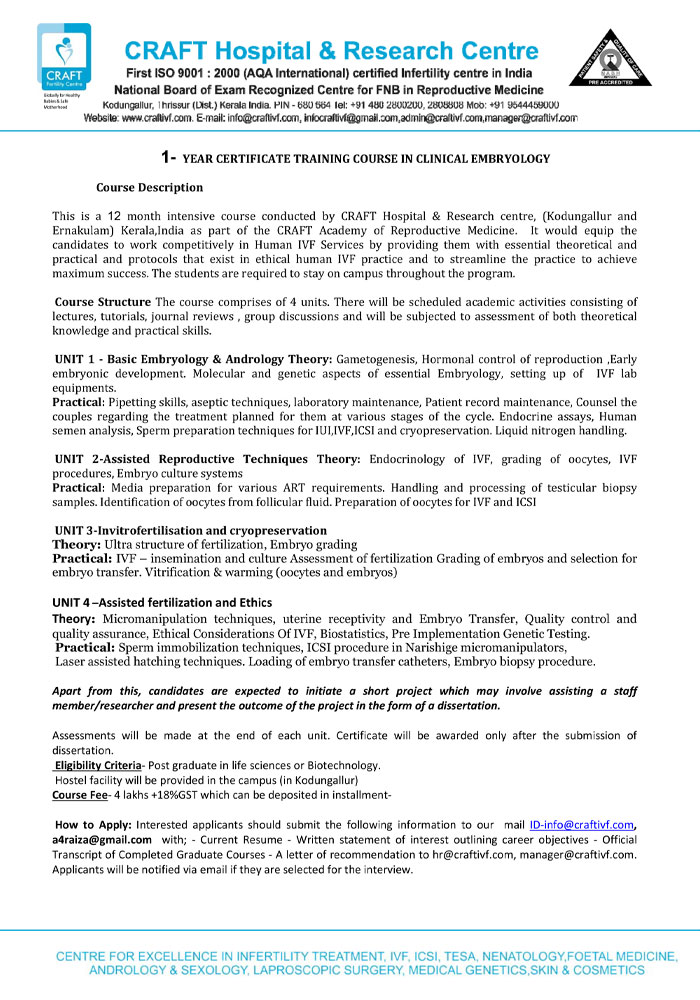 CRAFT
Fertility Centre
Globally for Healthy
Babies & Safe
Motherhood
CRAFT Hospital & Research Centre
First ISO 9001 : 2000 (AQA International) certified Infertility centre in India
National Board of Exam Recognized Centre for FNB in Reproductive Medicine
Kodungallur, Thrissur (Dist.) Kerala India. PIN - 680 664 Tel: +91 480 2800200, 2808808 Mob: +91 9544459000
Website: www.craftivf.com. E-mail: info@craftivf.com, infocraftivf@gmail.com,admin@craftivf.com,manager@craftivf.com
PATIENT SAFETY & QUALITY OF CARE
PRE ACCREDITED
1- YEAR CERTIFICATE TRAINING COURSE IN CLINICAL EMBRYOLOGY
Course Description
This is a 12 month intensive course conducted by CRAFT Hospital & Research centre, (Kodungallur and
Ernakulam) Kerala,India as part of the CRAFT Academy of Reproductive Medicine. It would equip the
candidates to work competitively in Human IVF Services by providing them with essential theoretical and
practical and protocols that exist in ethical human IVF practice and to streamline the practice to achieve
maximum success. The students are required to stay on campus throughout the program.
Course Structure The course comprises of 4 units. There will be scheduled academic activities consisting of
lectures, tutorials, journal reviews , group discussions and will be subjected to assessment of both theoretical
knowledge and practical skills.
UNIT 1 - Basic Embryology & Andrology Theory: Gametogenesis, Hormonal control of reproduction ,Early
embryonic development. Molecular and genetic aspects of essential Embryology, setting up of IVF lab
equipments.
Practical: Pipetting skills, aseptic techniques, laboratory maintenance, Patient record maintenance, Counsel the
couples regarding the treatment planned for them at various stages of the cycle. Endocrine assays, Human
semen analysis, Sperm preparation techniques for IUI,IVF,ICSI and cryopreservation. Liquid nitrogen handling.
UNIT 2-Assisted Reproductive Techniques Theory: Endocrinology of IVF, grading of oocytes, IVF
procedures, Embryo culture systems
Practical: Media preparation for various ART requirements. Handling and processing of testicular biopsy
samples. Identification of oocytes from follicular fluid. Preparation of oocytes for IVF and ICSI
UNIT 3-Invitrofertilisation and cryopreservation
Theory: Ultra structure of fertilization, Embryo grading
Practical: IVF – insemination and culture Assessment of fertilization Grading of embryos and selection for
embryo transfer. Vitrification & warming (oocytes and embryos)
UNIT 4 –Assisted fertilization and Ethics
Theory: Micromanipulation techniques, uterine receptivity and Embryo Transfer, Quality control and
quality assurance, Ethical Considerations Of IVF, Biostatistics, Pre Implementation Genetic Testing.
Practical: Sperm immobilization techniques, ICSI procedure in Narishige micromanipulators,
Laser assisted hatching techniques. Loading of embryo transfer catheters, Embryo biopsy procedure.
Apart from this, candidates are expected to initiate a short project which may involve assisting a staff
member/researcher and present the outcome of the project in the form of a dissertation.
Assessments will be made at the end of each unit. Certificate will be awarded only after the submission of
dissertation.
Eligibility Criteria- Post graduate in life sciences or Biotechnology.
Hostel facility will be provided in the campus (in Kodungallur)
Course Fee- 4 lakhs +18%GST which can be deposited in installment-
How to Apply: Interested applicants should submit the following information to our mail ID-info@craftivf.com,
a4raiza@gmail.com with; - Current Resume - Written statement of interest outlining career objectives - Official
Transcript of Completed Graduate Courses - A letter of recommendation to hr@craftivf.com, manager@craftivf.com.
Applicants will be notified via email if they are selected for the interview.
CENTRE FOR EXCELLENCE IN INFERTILITY TREATMENT, IVF, ICSI, TESA, NENATOLOGY,FOETAL MEDICINE,
ANDROLOGY & SEXOLOGY, LAPROSCOPIC SURGERY, MEDICAL GENETICS,SKIN & COSMETICS